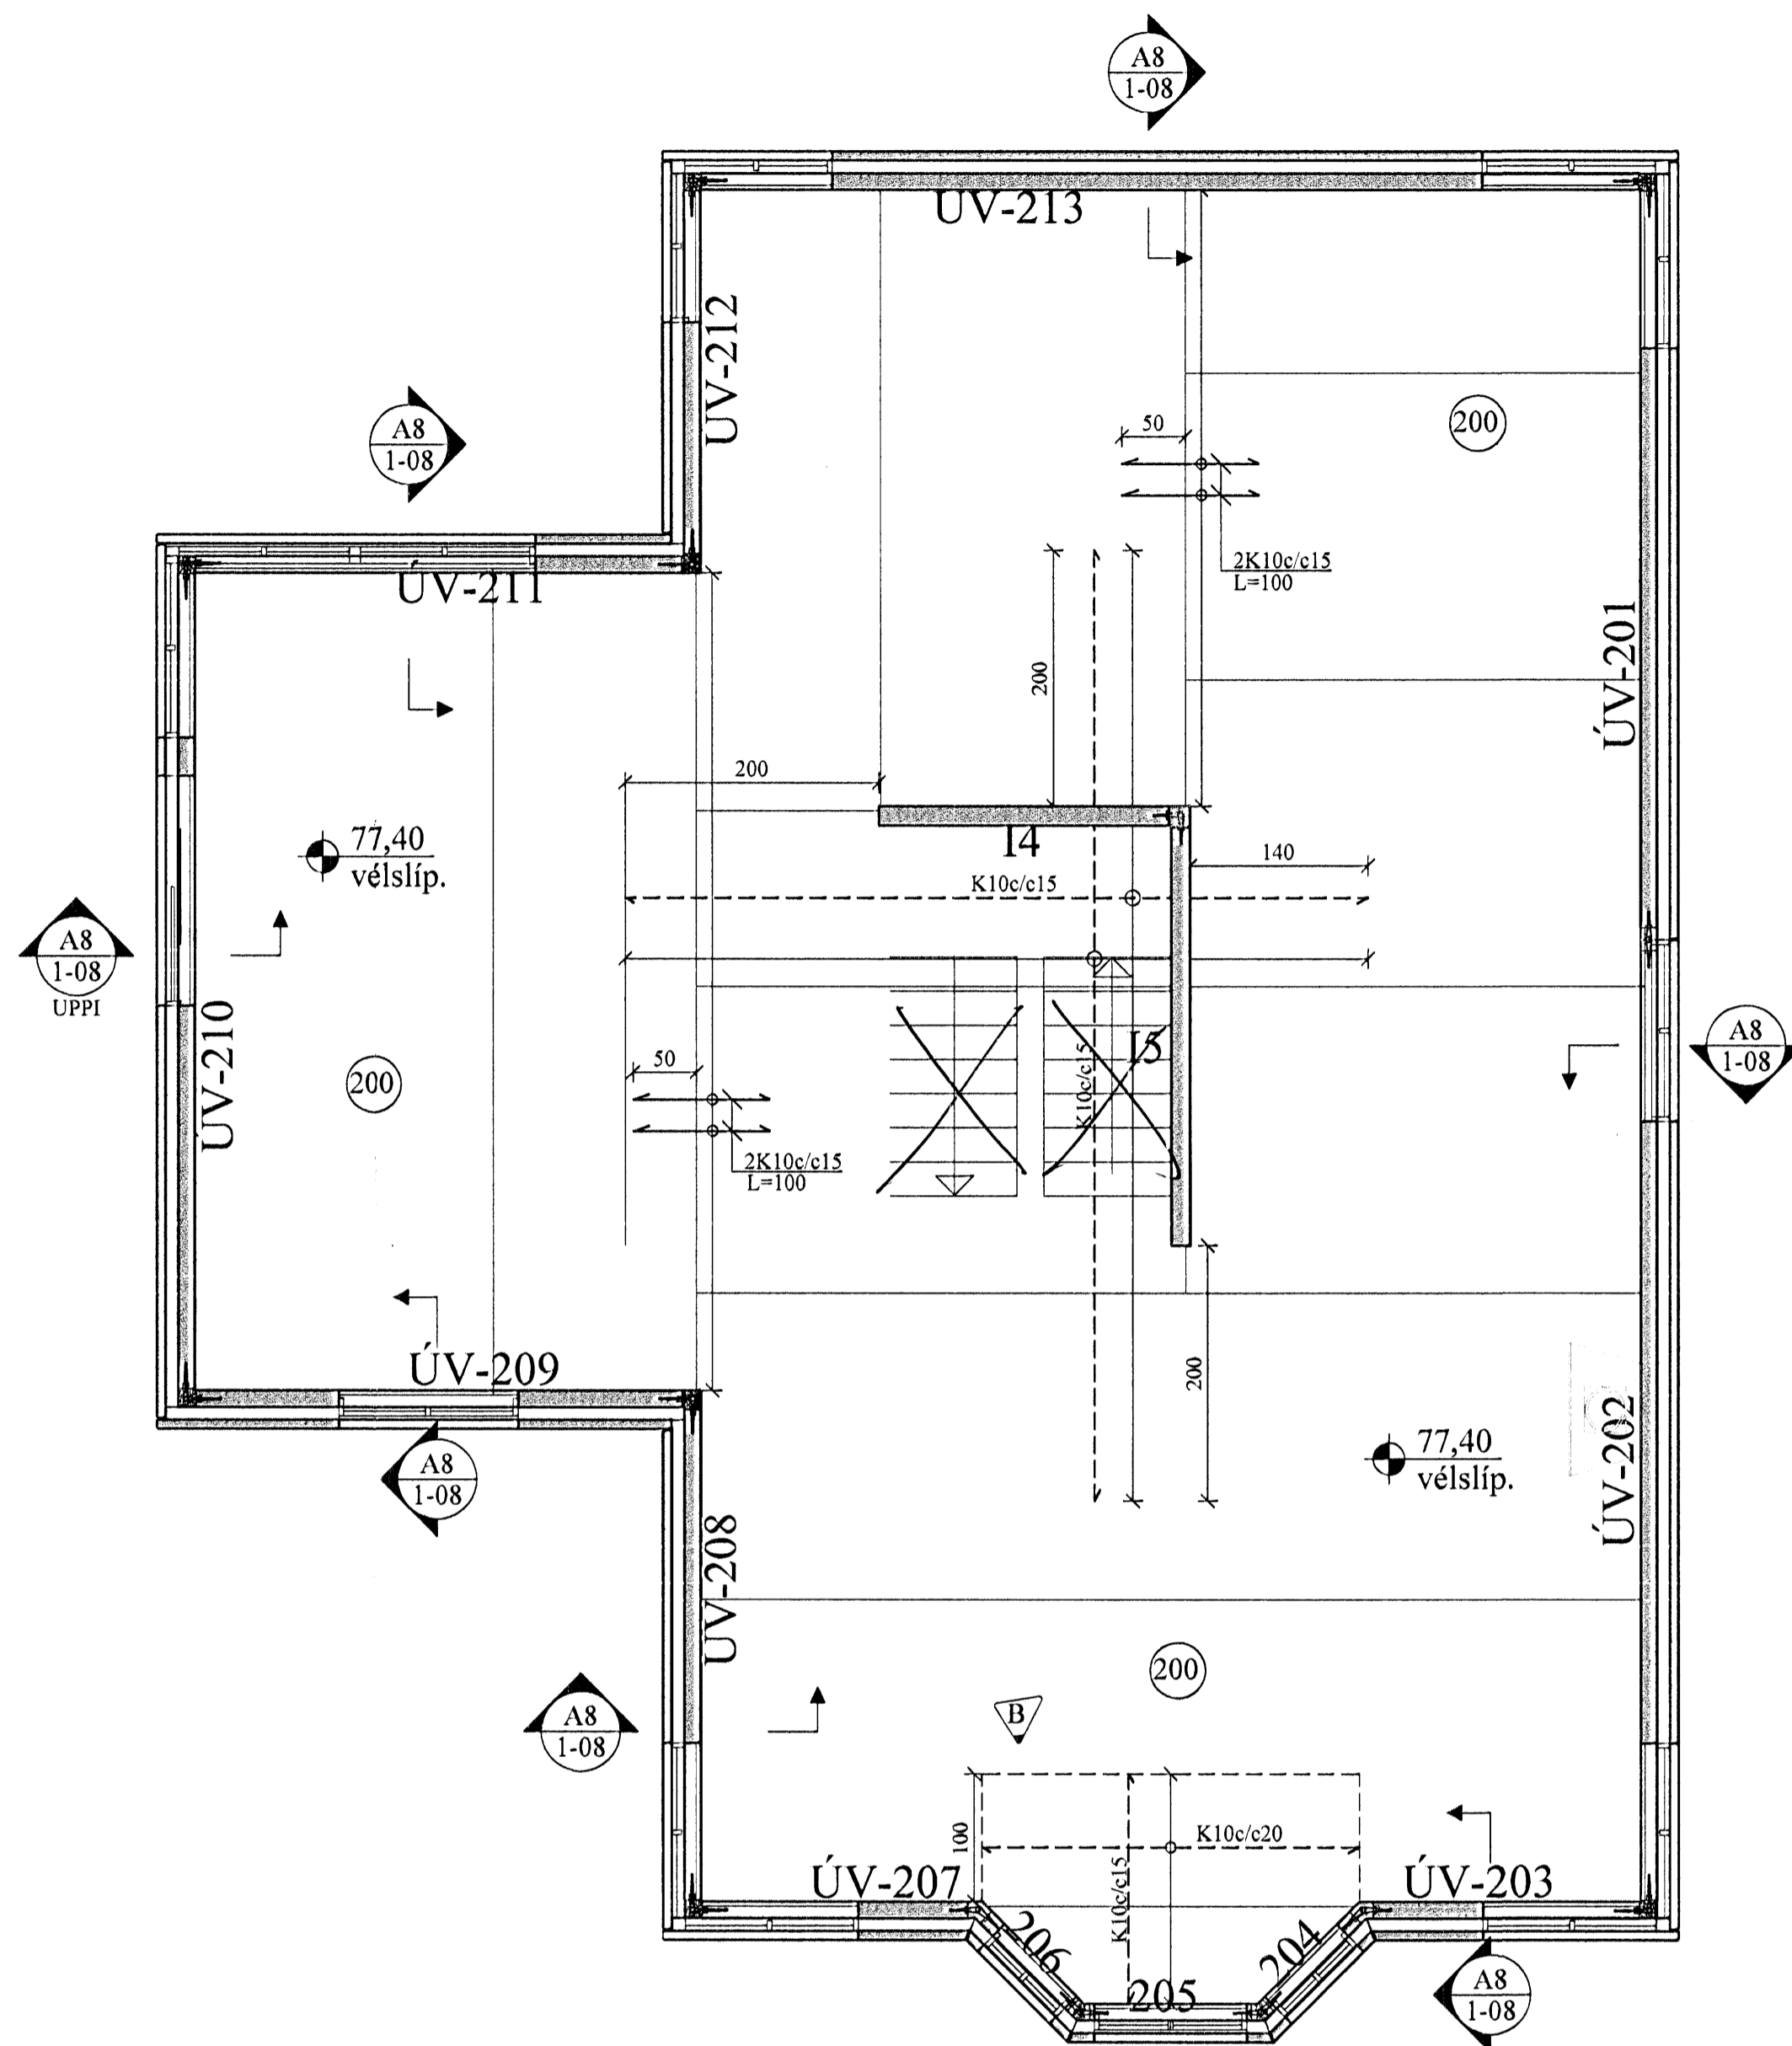 A8
1-08
ÚV-213
ÚV-212
A8
1-08
50
200
2K10c/c15
L=100
ÚV-211
ÚV-201
200
200
77,40
vélslíp.
I4
140
K10c/c15
A8
1-08
UPPI
ÚV-210
200
50
2K10c/c15
L=100
K10c/c15
I5
A8
1-08
ÚV-209
200
A8
1-08
77,40
vélslíp.
ÚV-202
ÚV-208
200
A8
1-08
B
100
K10c/c20
K10c/c15
ÚV-207
ÚV-203
206
204
205
A8
1-08